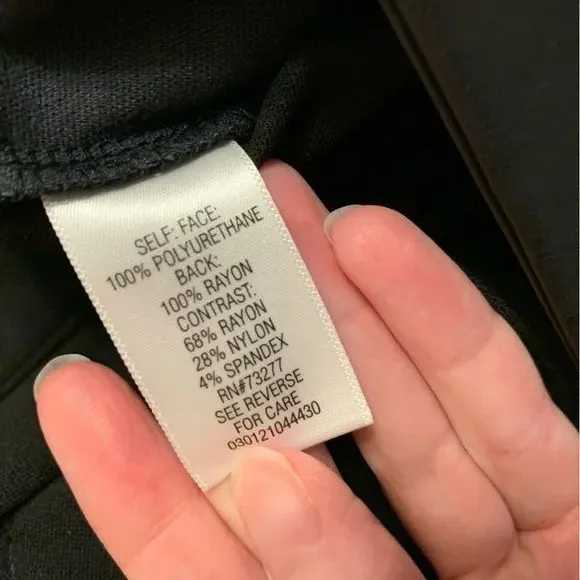 SELF: FACE:
100% POLYURETHANE
BACK:
100% RAYON
CONTRAST:
68% RAYON
28% NYLON
4% SPANDEX
RN#73277
SEE REVERSE
FOR CARE
030121044430